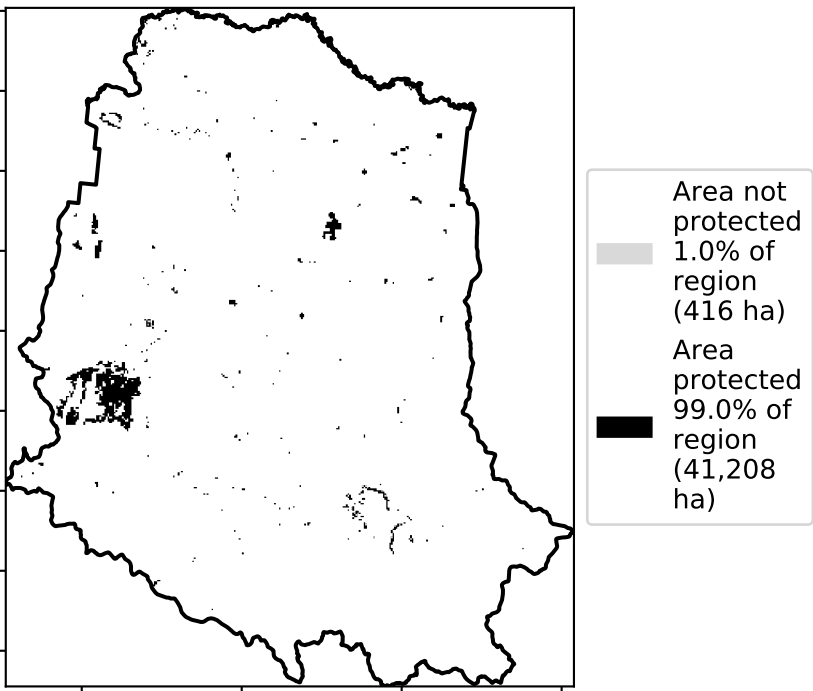 Area not
protected
1.0% of
region
(416 ha)
Area
protected
99.0% of
region
(41,208
ha)